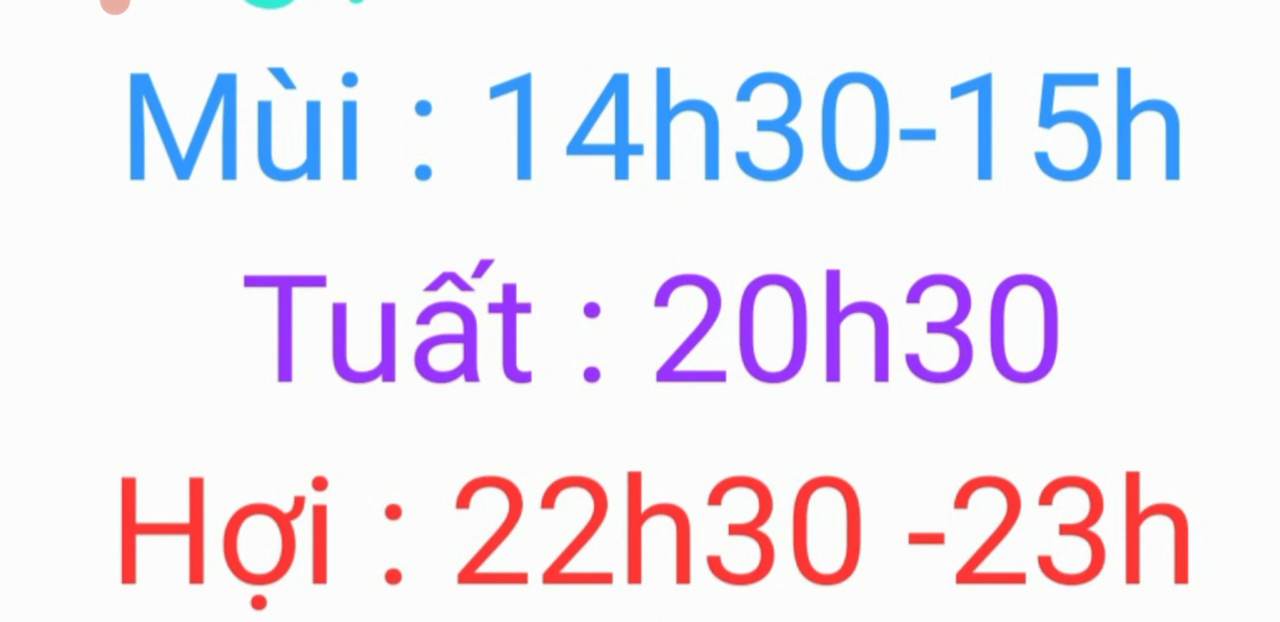 Mùi : 14h30-15h
Tuất : 20h30
Hợi : 22h30 -23h